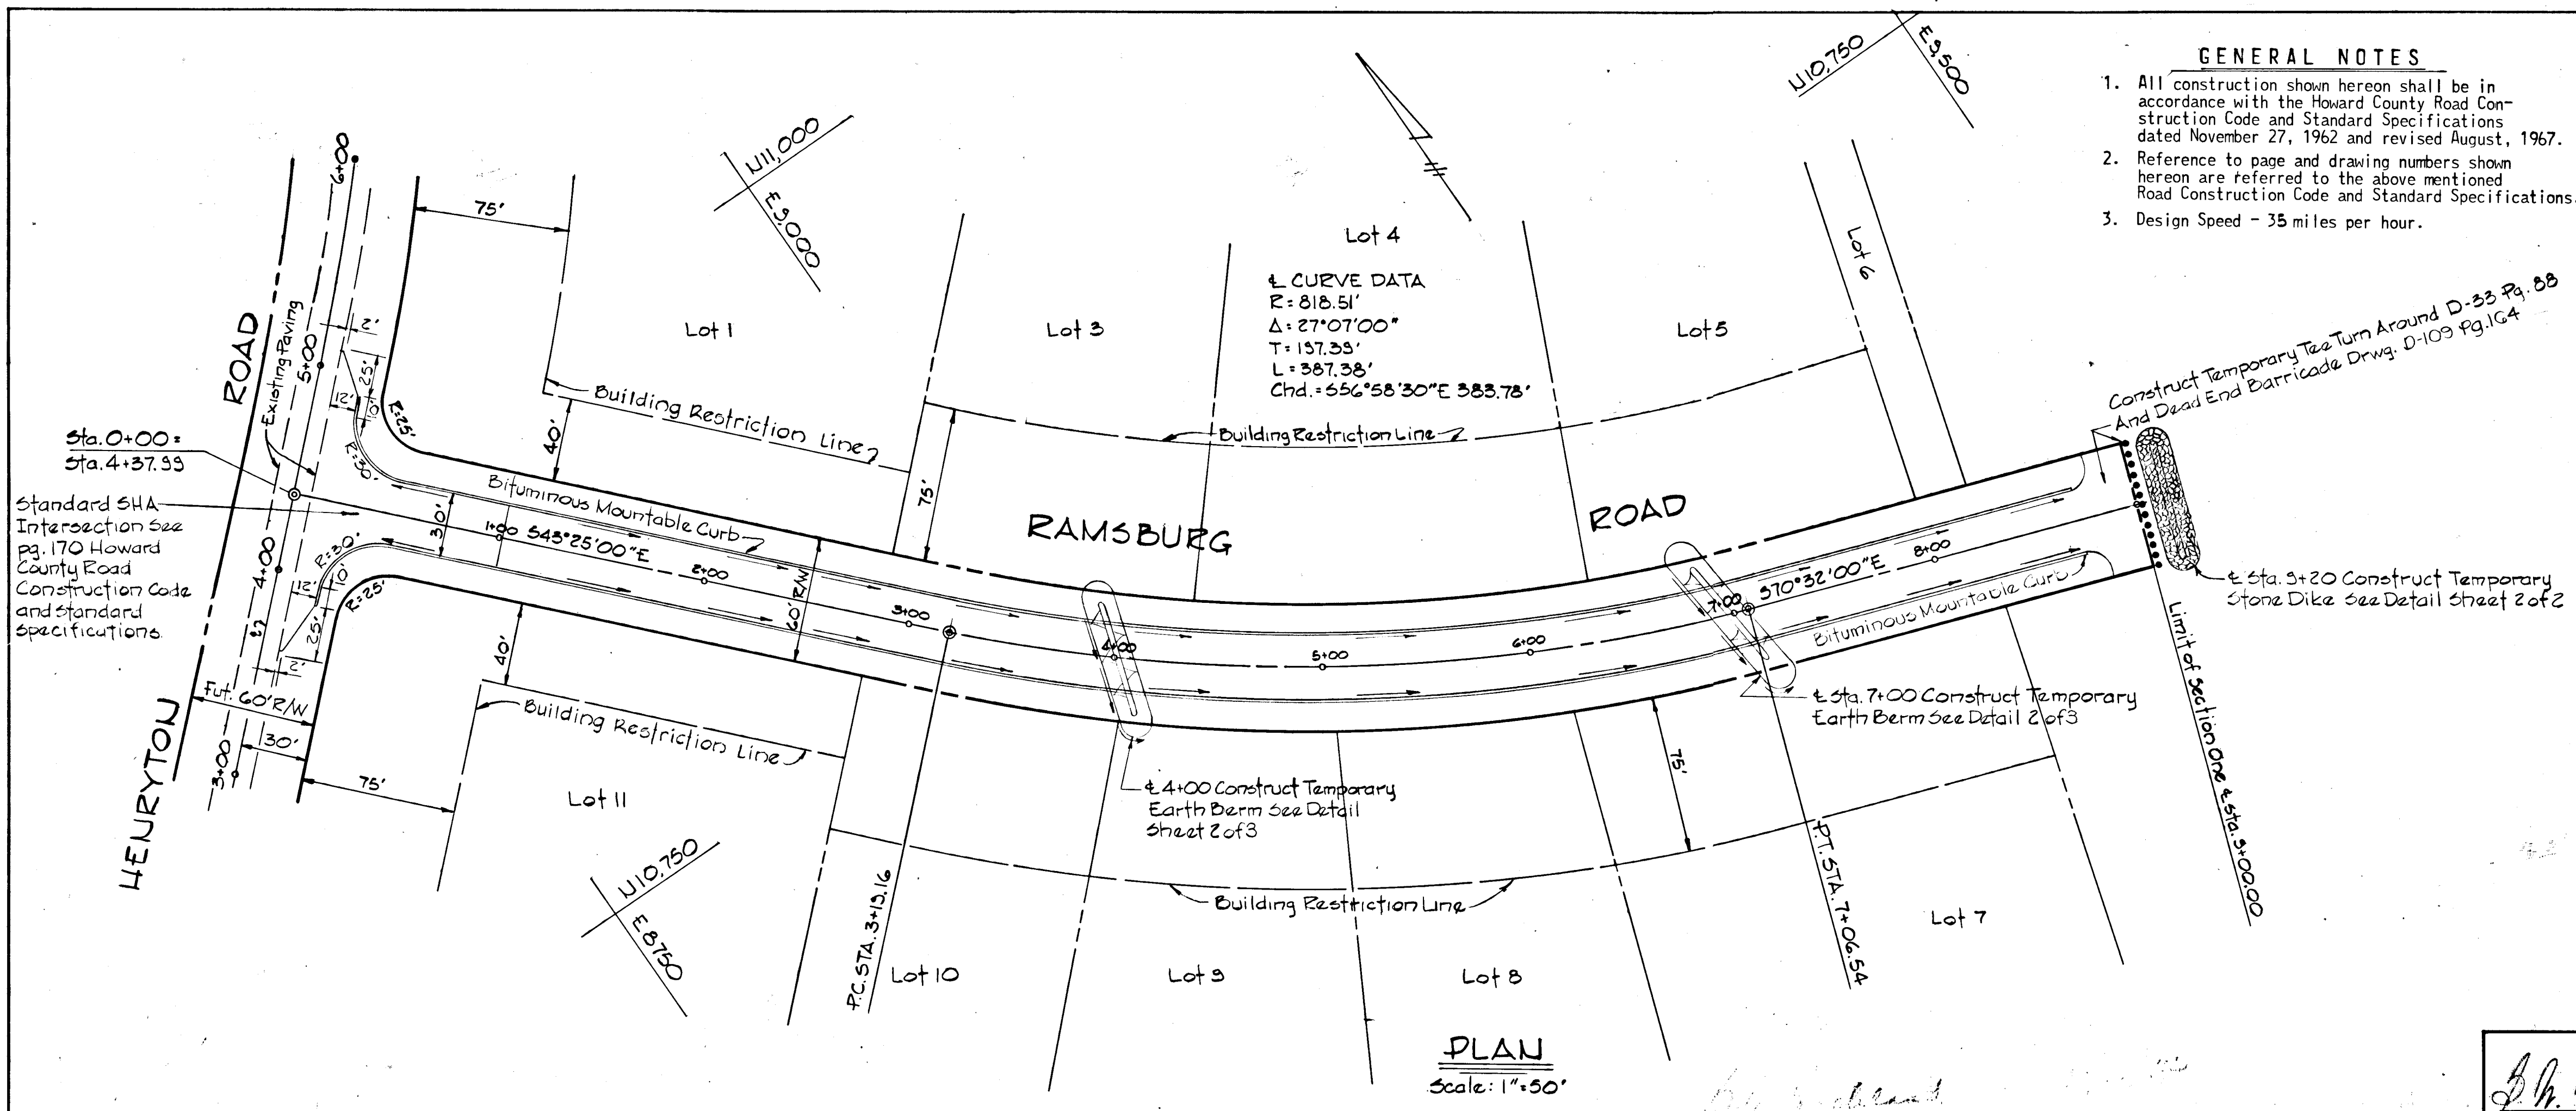 GENERAL NOTES
1. All construction shown hereon shall be in
accordance with the Howard County Road Con-
struction Code and Standard Specifications
dated November 27, 1962 and revised August, 1967.
2. Reference to page and drawing numbers shown
hereon are referred to the above mentioned
Road Construction Code and Standard Specifications.
3. Design Speed - 35 miles per hour.
N10,750
E9,500
N11,000
E9,000
Lot 4
℄ CURVE DATA
R=818.51'
Δ=27°07'00"
T=197.39'
L=387.38'
Chd.=S56°58'30"E 383.78'
Lot 6
Lot 1
Lot 3
Lot 5
75'
6+00
ROAD
Existing Paving
5+00
2'
25'
12'
10'
R=25'
R=30'
Building Restriction Line
40'
Building Restriction Line
75'
Construct Temporary Tee Turn Around D-33 Pg.88
And Dead End Barricade Drwg. D-109 Pg.164
Sta.0+00=
Sta.4+37.99
Standard SHA
Intersection See
pg. 170 Howard
County Road
Construction Code
and Standard
Specifications.
Bituminous Mountable Curb
30'
1+00
S43°25'00"E
2+00
60' R/W
3+00
RAMSBURG
ROAD
4+00
5+00
6+00
7+00
S70°32'00"E
8+00
Bituminous Mountable Curb
℄ Sta.9+20 Construct Temporary
Stone Dike See Detail Sheet 2 of 2
Limit of Section One ℄ Sta.9+00.00
4+00
R=30'
12'
10'
R=25'
25'
2'
Fut. 60' R/W
30'
3+00
HENRYTON
75'
40'
Building Restriction Line
Lot 11
℄ 4+00 Construct Temporary
Earth Berm See Detail
Sheet 2 of 3
℄ Sta. 7+00 Construct Temporary
Earth Berm See Detail 2 of 3
75'
P.C. STA. 3+19.16
P.T. STA. 7+06.54
Building Restriction Line
N10,750
E8750
Lot 10
Lot 9
Lot 8
Lot 7
PLAN
Scale: 1"=50'